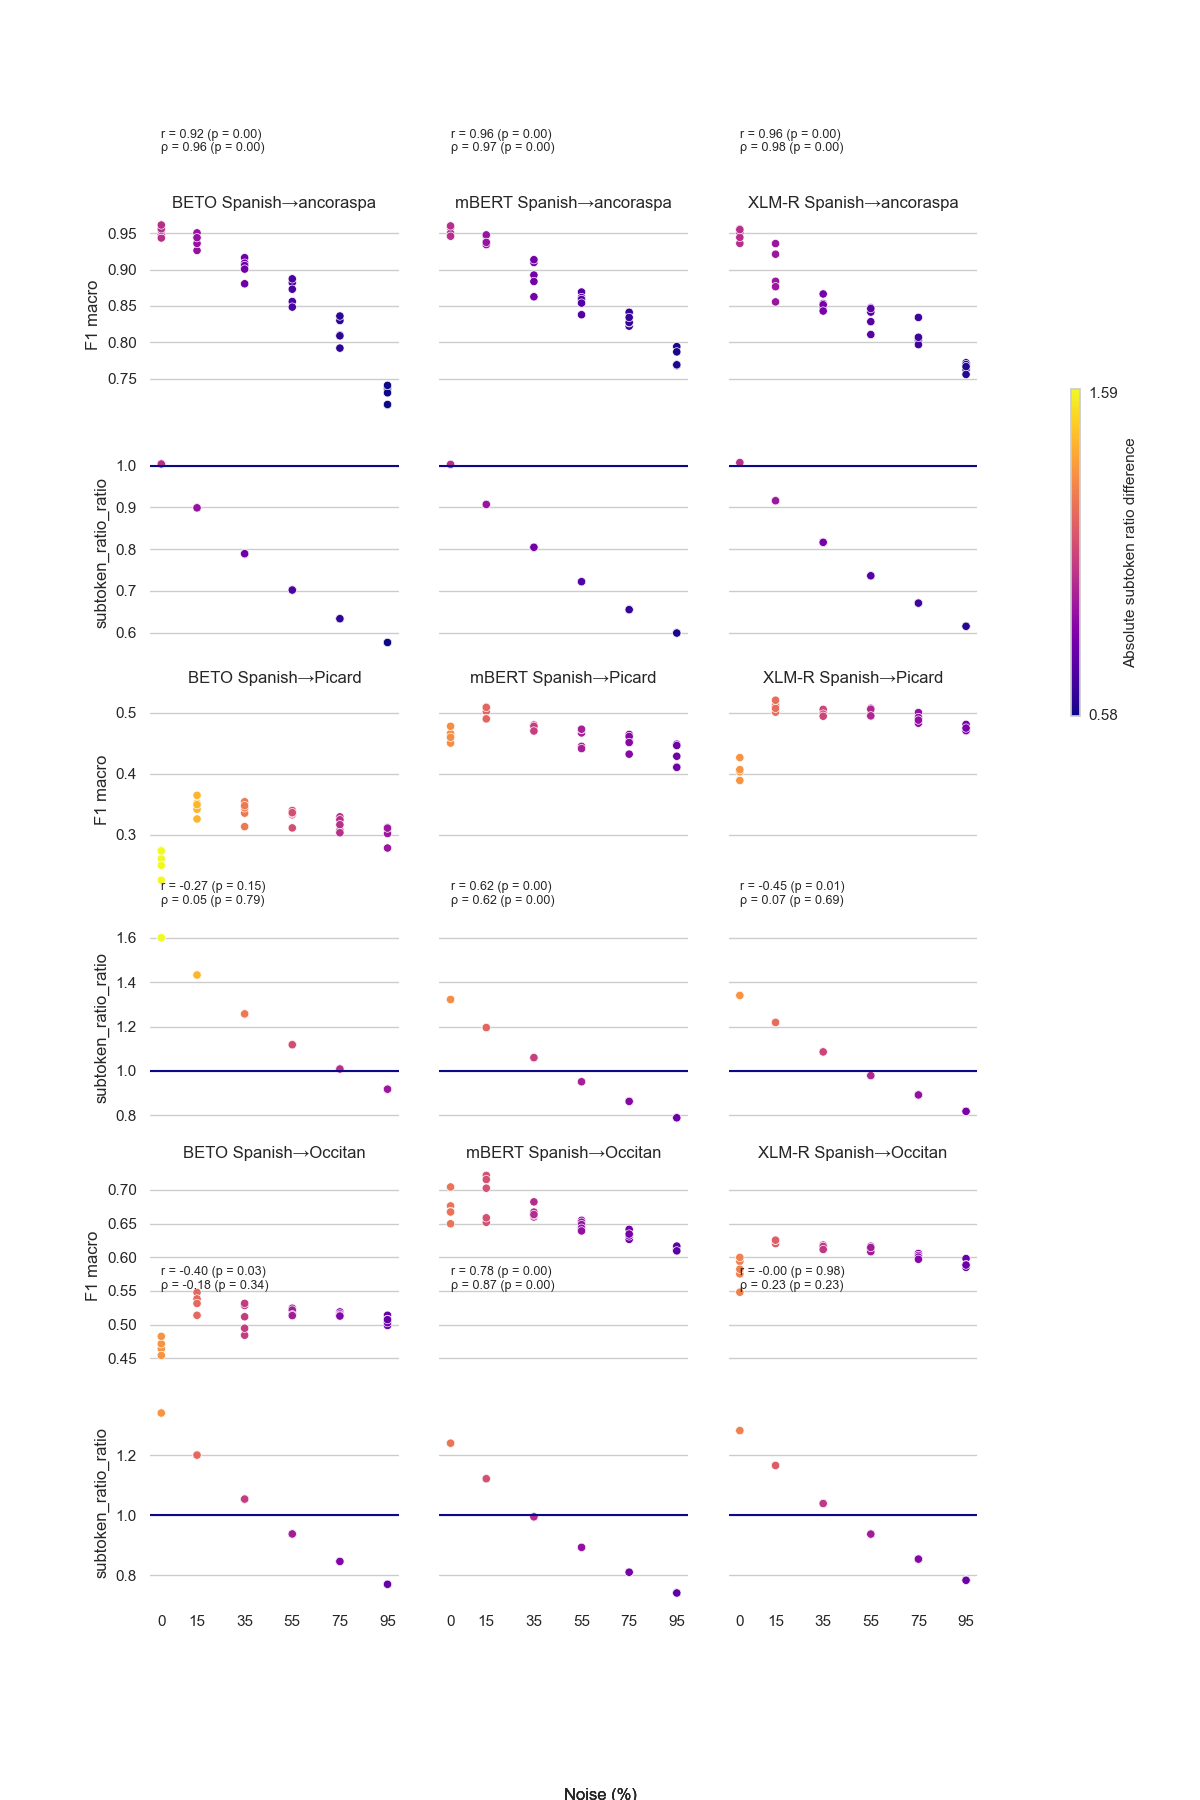 r = 0.92 (p = 0.00)
ρ = 0.96 (p = 0.00)
r = 0.96 (p = 0.00)
ρ = 0.97 (p = 0.00)
r = 0.96 (p = 0.00)
ρ = 0.98 (p = 0.00)
BETO Spanish→ancoraspa
mBERT Spanish→ancoraspa
XLM-R Spanish→ancoraspa
F1 macro
0.95
0.90
0.85
0.80
0.75
subtoken_ratio_ratio
1.0
0.9
0.8
0.7
0.6
1.59
Absolute subtoken ratio difference
0.58
BETO Spanish→Picard
mBERT Spanish→Picard
XLM-R Spanish→Picard
F1 macro
0.5
0.4
0.3
r = -0.27 (p = 0.15)
ρ = 0.05 (p = 0.79)
r = 0.62 (p = 0.00)
ρ = 0.62 (p = 0.00)
r = -0.45 (p = 0.01)
ρ = 0.07 (p = 0.69)
subtoken_ratio_ratio
1.6
1.4
1.2
1.0
0.8
BETO Spanish→Occitan
mBERT Spanish→Occitan
XLM-R Spanish→Occitan
F1 macro
0.70
0.65
0.60
0.55
0.50
0.45
r = -0.40 (p = 0.03)
ρ = -0.18 (p = 0.34)
r = 0.78 (p = 0.00)
ρ = 0.87 (p = 0.00)
r = -0.00 (p = 0.98)
ρ = 0.23 (p = 0.23)
subtoken_ratio_ratio
1.2
1.0
0.8
0 15 35 55 75 95
0 15 35 55 75 95
0 15 35 55 75 95
Noise (%)